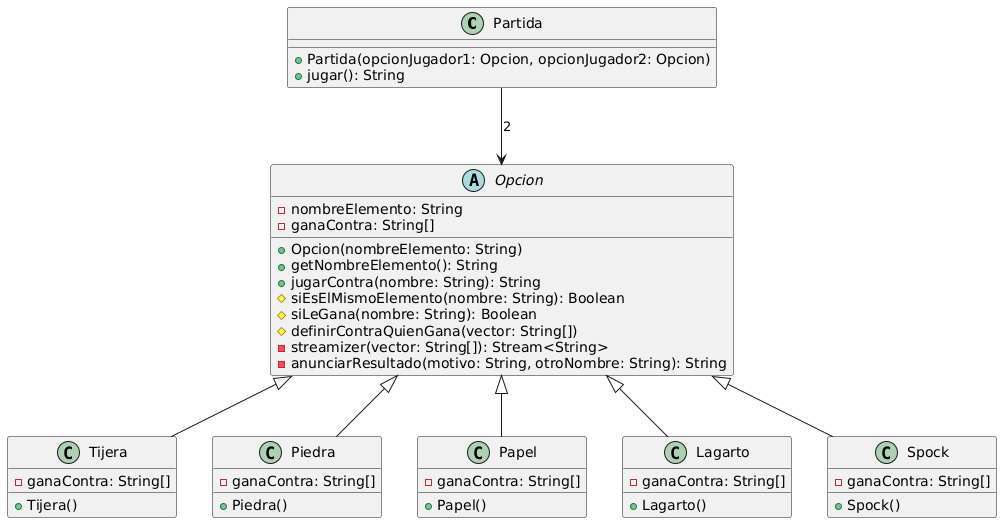 C Partida
Partida(opcionJugador1: Opcion, opcionJugador2: Opcion)
jugar(): String
2
A Opcion
nombreElemento: String
ganaContra: String[]
Opcion(nombreElemento: String)
getNombreElemento(): String
jugarContra(nombre: String): String
siEsElMismoElemento(nombre: String): Boolean
siLeGana(nombre: String): Boolean
definirContraQuienGana(vector: String[])
streamizer(vector: String[]): Stream<String>
anunciarResultado(motivo: String, otroNombre: String): String
C Tijera
ganaContra: String[]
Tijera()
C Piedra
ganaContra: String[]
Piedra()
C Papel
ganaContra: String[]
Papel()
C Lagarto
ganaContra: String[]
Lagarto()
C Spock
ganaContra: String[]
Spock()